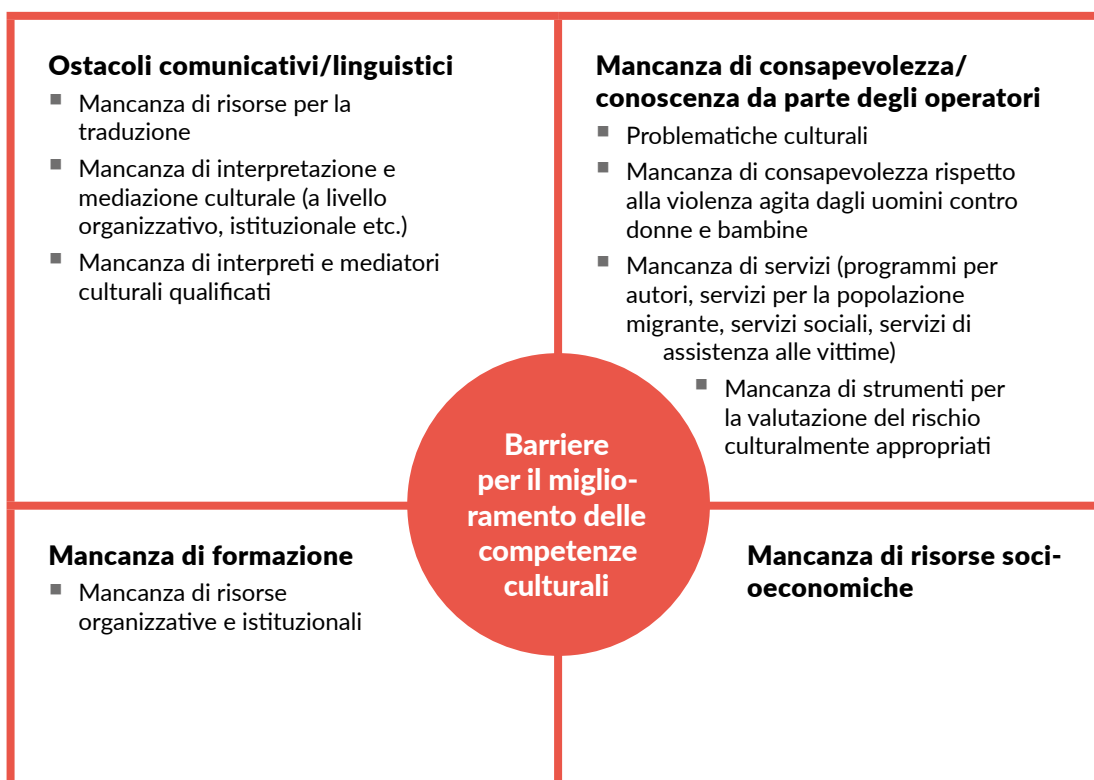 Ostacoli comunicativi/linguistici
■ Mancanza di risorse per la
traduzione
■ Mancanza di interpretazione e
mediazione culturale (a livello
organizzativo, istituzionale etc.)
■ Mancanza di interpreti e mediatori
culturali qualificati
Mancanza di consapevolezza/
conoscenza da parte degli operatori
■ Problematiche culturali
■ Mancanza di consapevolezza rispetto
alla violenza agita dagli uomini contro
donne e bambine
■ Mancanza di servizi (programmi per
autori, servizi per la popolazione
migrante, servizi sociali, servizi di
assistenza alle vittime)
■ Mancanza di strumenti per
la valutazione del rischio
culturalmente appropriati
Barriere
per il miglio-
ramento delle
competenze
culturali
Mancanza di formazione
■ Mancanza di risorse
organizzative e istituzionali
Mancanza di risorse soci-
oeconomiche